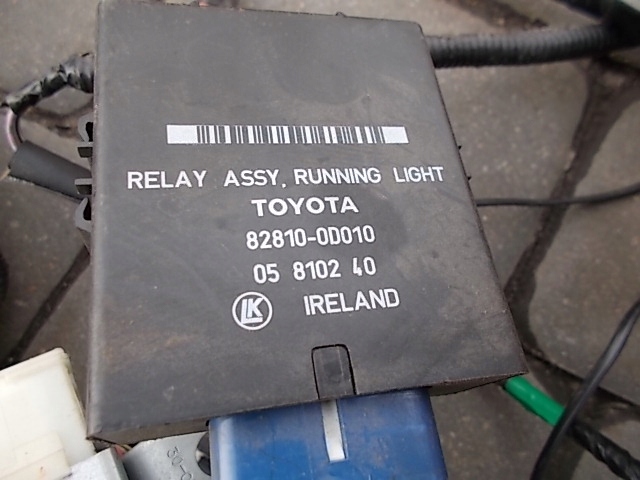 RELAY ASSY, RUNNING LIGHT
TOYOTA
82810-0D010
05 8102 40
LK IRELAND